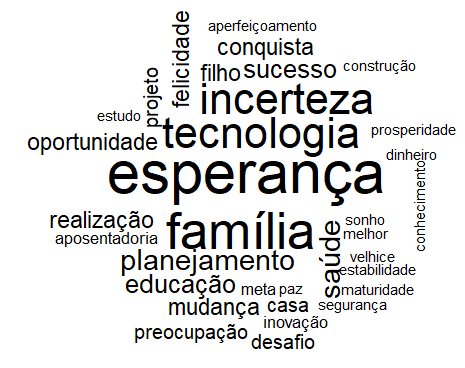 aperfeiçoamento
felicidade
conquista
projeto
filho
sucesso
construção
incerteza
estudo
oportunidade
tecnologia
prosperidade
dinheiro
esperança
conhecimento
realização
família
sonho
aposentadoria
melhor
saúde
planejamento
velhice
estabilidade
educação
meta
paz
maturidade
mudança
casa
segurança
inovação
preocupação
desafio